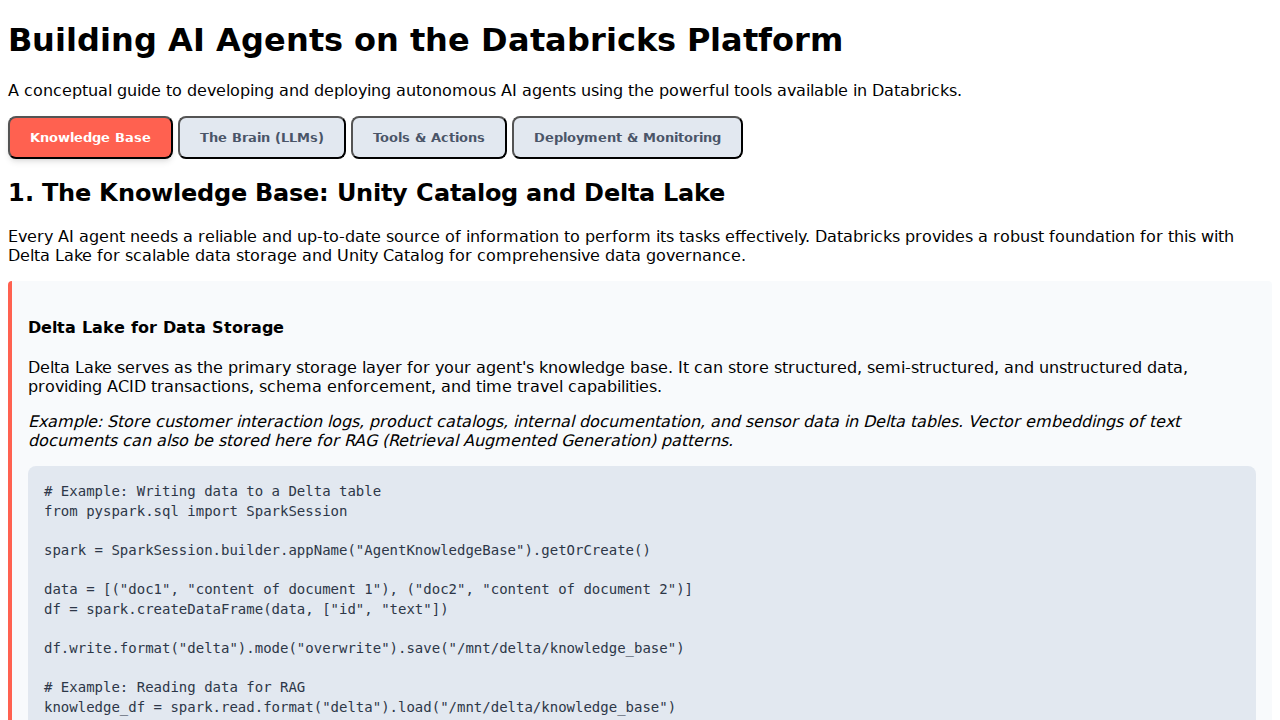 Building AI Agents on the Databricks Platform
A conceptual guide to developing and deploying autonomous AI agents using the powerful tools available in Databricks.
Knowledge Base
The Brain (LLMs)
Tools & Actions
Deployment & Monitoring
1. The Knowledge Base: Unity Catalog and Delta Lake
Every AI agent needs a reliable and up-to-date source of information to perform its tasks effectively. Databricks provides a robust foundation for this with
Delta Lake for scalable data storage and Unity Catalog for comprehensive data governance.
Delta Lake for Data Storage
Delta Lake serves as the primary storage layer for your agent's knowledge base. It can store structured, semi-structured, and unstructured data,
providing ACID transactions, schema enforcement, and time travel capabilities.
Example: Store customer interaction logs, product catalogs, internal documentation, and sensor data in Delta tables. Vector embeddings of text
documents can also be stored here for RAG (Retrieval Augmented Generation) patterns.
# Example: Writing data to a Delta table
from pyspark.sql import SparkSession
spark = SparkSession.builder.appName("AgentKnowledgeBase").getOrCreate()
data = [("doc1", "content of document 1"), ("doc2", "content of document 2")]
df = spark.createDataFrame(data, ["id", "text"])
df.write.format("delta").mode("overwrite").save("/mnt/delta/knowledge_base")
# Example: Reading data for RAG
knowledge_df = spark.read.format("delta").load("/mnt/delta/knowledge_base")